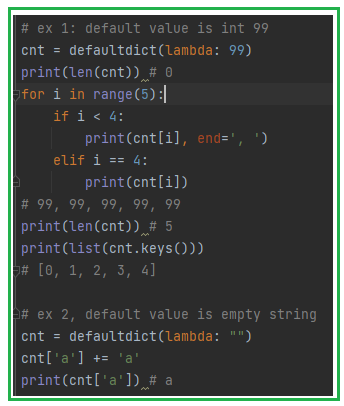 # ex 1: default value is int 99
cnt = defaultdict(lambda: 99)
print(len(cnt)) # 0
for i in range(5):
    if i < 4:
        print(cnt[i], end=', ')
    elif i == 4:
        print(cnt[i])
# 99, 99, 99, 99, 99
print(len(cnt)) # 5
print(list(cnt.keys()))
# [0, 1, 2, 3, 4]

# ex 2, default value is empty string
cnt = defaultdict(lambda: "")
cnt['a'] += 'a'
print(cnt['a']) # a